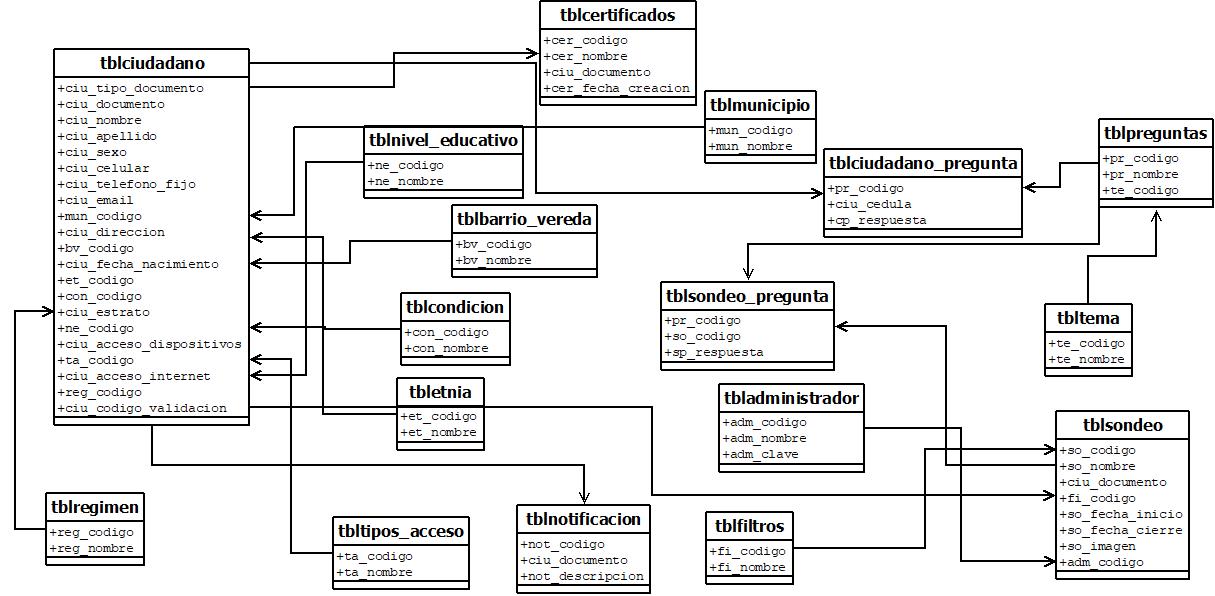 tblciudadano
+ciu_tipo_documento
+ciu_documento
+ciu_nombre
+ciu_apellido
+ciu_sexo
+ciu_celular
+ciu_telefono_fijo
+ciu_email
+mun_codigo
+ciu_direccion
+bv_codigo
+ciu_fecha_nacimiento
+et_codigo
+con_codigo
+ciu_estrato
+ne_codigo
+ciu_acceso_dispositivos
+ta_codigo
+ciu_acceso_internet
+reg_codigo
+ciu_codigo_validacion
tblcertificados
+cer_codigo
+cer_nombre
+ciu_documento
+cer_fecha_creacion
tblmunicipio
+mun_codigo
+mun_nombre
tblnivel_educativo
+ne_codigo
+ne_nombre
tblciudadano_pregunta
+pr_codigo
+ciu_cedula
+cp_respuesta
tblpreguntas
+pr_codigo
+pr_nombre
+te_codigo
tblbarrio_vereda
+bv_codigo
+bv_nombre
tblcondicion
+con_codigo
+con_nombre
tblsondeo_pregunta
+pr_codigo
+so_codigo
+sp_respuesta
tbltema
+te_codigo
+te_nombre
tbletnia
+et_codigo
+et_nombre
tbladministrador
+adm_codigo
+adm_nombre
+adm_clave
tblsondeo
+so_codigo
+so_nombre
+ciu_documento
+fi_codigo
+so_fecha_inicio
+so_fecha_cierre
+so_imagen
+adm_codigo
tblregimen
+reg_codigo
+reg_nombre
tbltipos_acceso
+ta_codigo
+ta_nombre
tblnotificacion
+not_codigo
+ciu_documento
+not_descripcion
tblfiltros
+fi_codigo
+fi_nombre